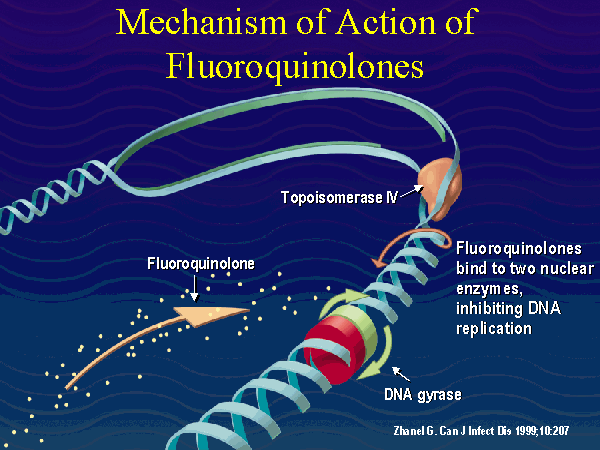 Mechanism of Action of
Fluoroquinolones
Topoisomerase IV
Fluoroquinolone
Fluoroquinolones
bind to two nuclear
enzymes,
inhibiting DNA
replication
DNA gyrase
Zhanel G. Can J Infect Dis 1999;10:207